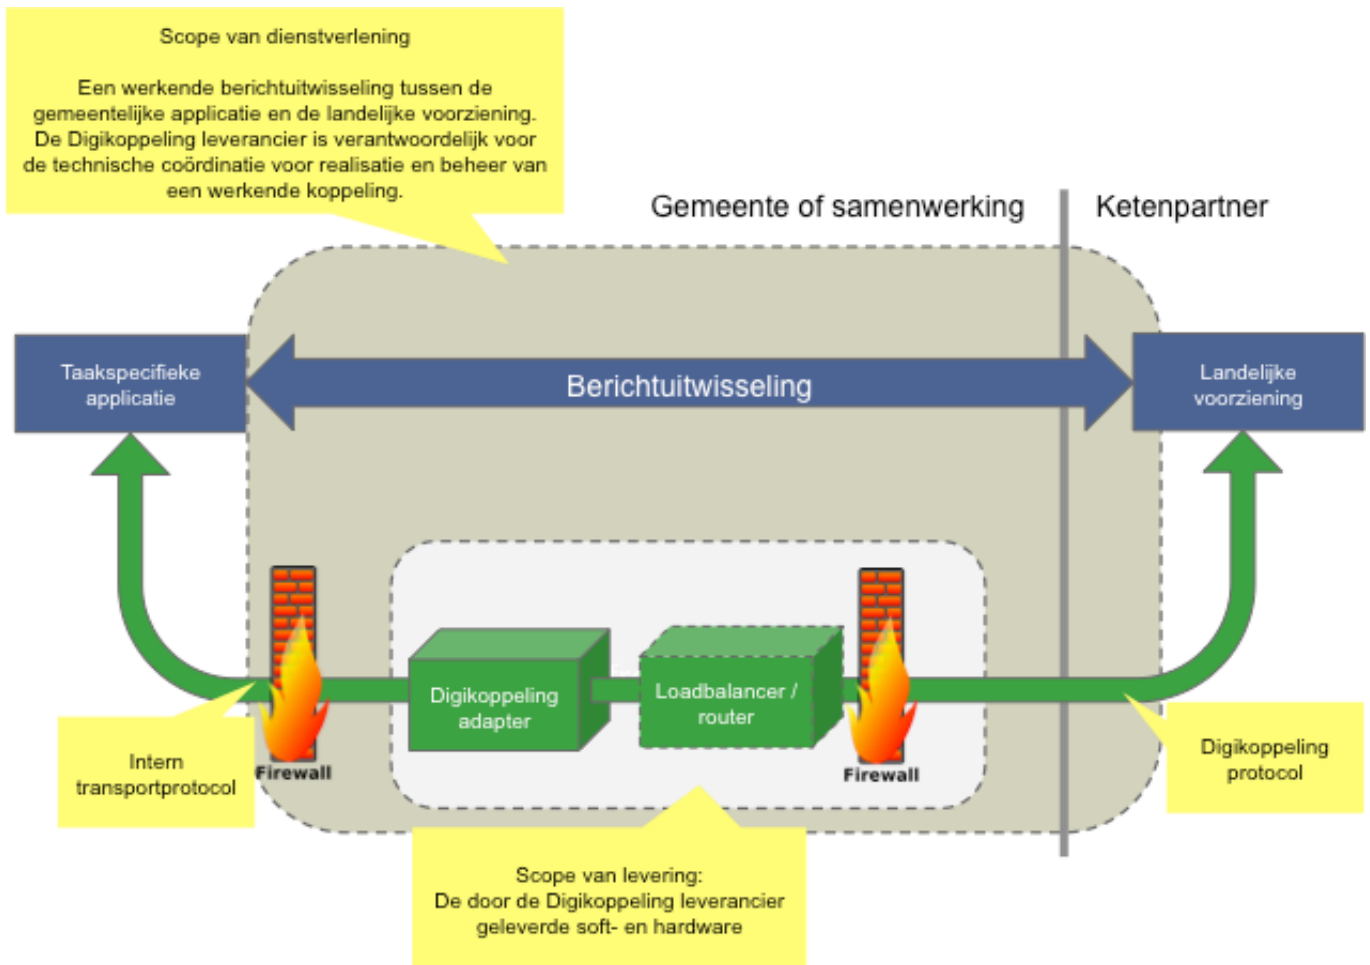 Scope van dienstverlening
Een werkende berichtuitwisseling tussen de
gemeentelijke applicatie en de landelijke voorziening.
De Digikoppeling leverancier is verantwoordelijk voor
de technische coördinatie voor realisatie en beheer van
een werkende koppeling.
Gemeente of samenwerking
Ketenpartner
Taakspecifieke
applicatie
Berichtuitwisseling
Landelijke
voorziening
Digikoppeling
adapter
Loadbalancer /
router
Firewall
Firewall
Intern
transportprotocol
Digikoppeling
protocol
Scope van levering:
De door de Digikoppeling leverancier
geleverde soft- en hardware